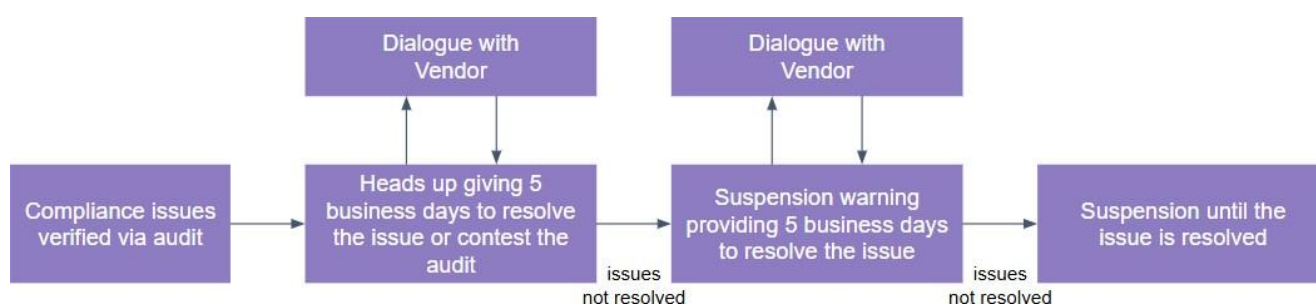 Dialogue with
Vendor
Dialogue with
Vendor
Compliance issues
verified via audit
Heads up giving 5
business days to resolve
the issue or contest the
audit
issues
not resolved
Suspension warning
providing 5 business days
to resolve the issue
issues
not resolved
Suspension until the
issue is resolved